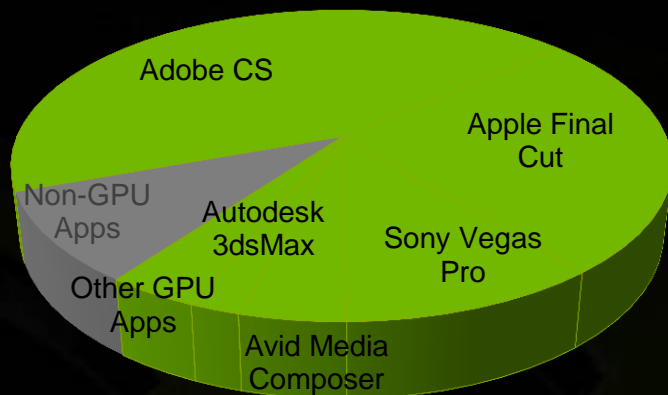 Adobe CS
Apple Final
Cut
Non-GPU
Apps
Autodesk
3dsMax
Sony Vegas
Pro
Other GPU
Apps
Avid Media
Composer